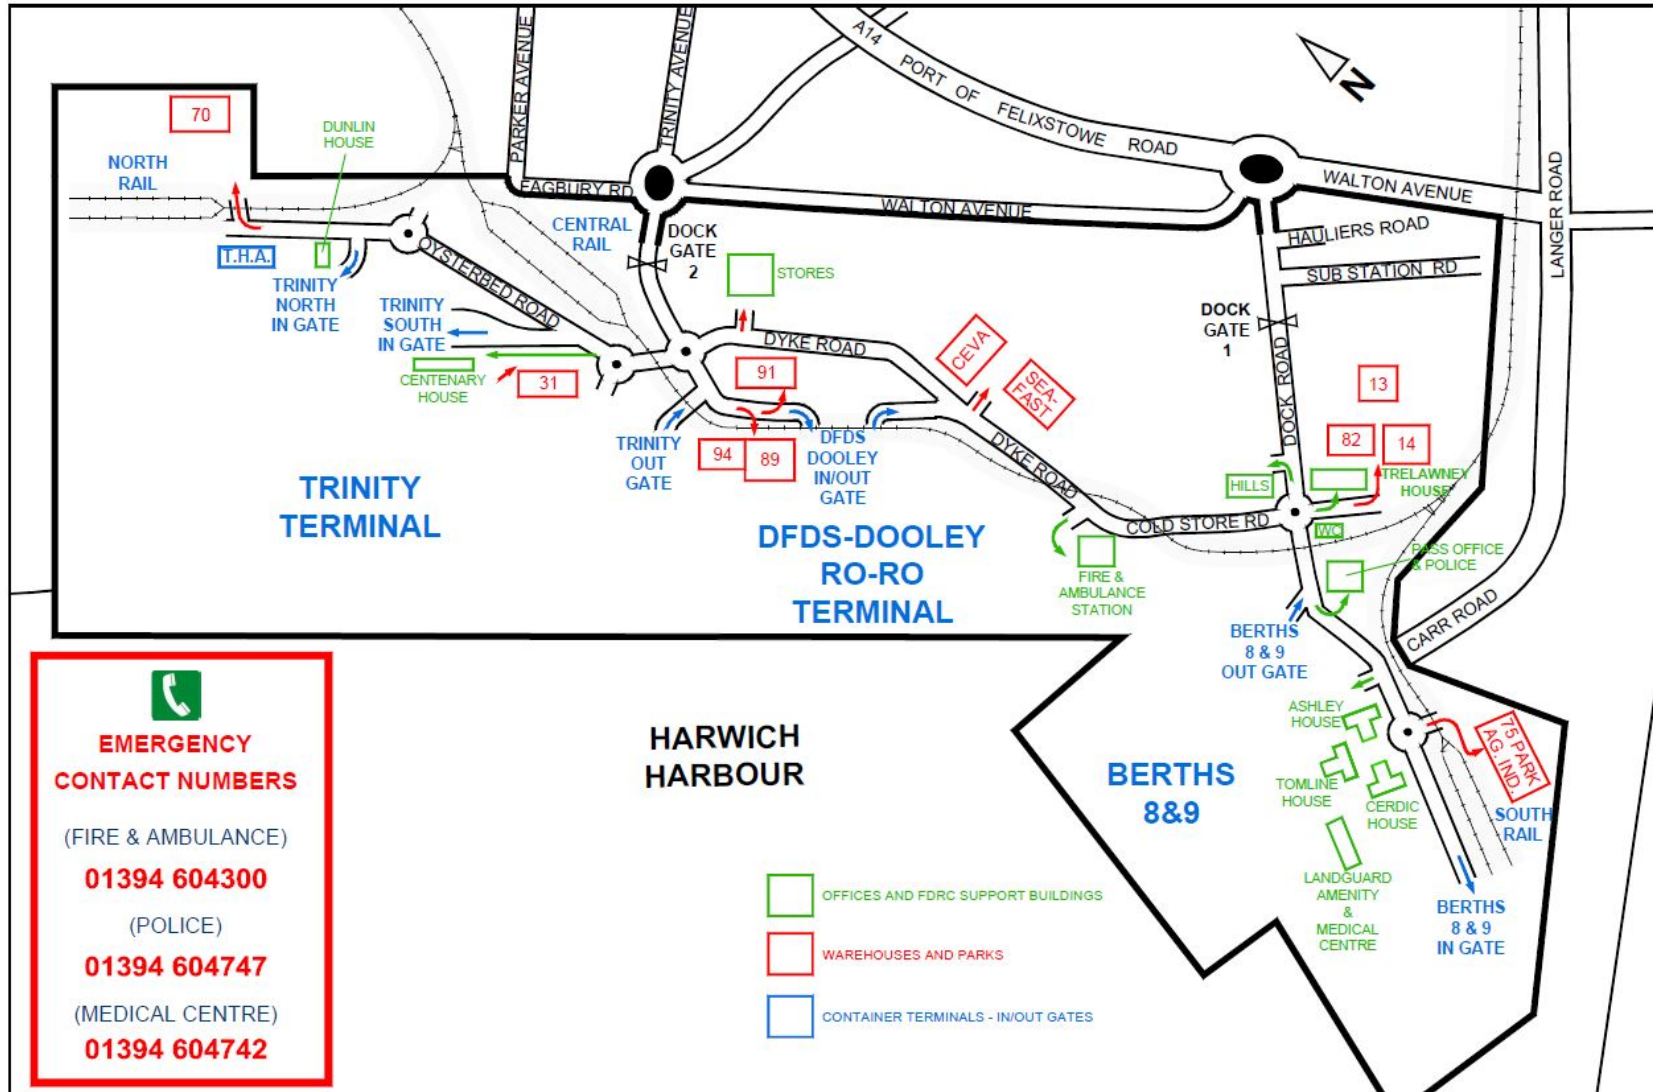 A14 PORT OF FELIXSTOWE ROAD
PARKER AVENUE
TRINITY AVENUE
N
70
DUNLIN
HOUSE
NORTH
RAIL
T.H.A.
TRINITY
NORTH
IN GATE
OYSTERBED ROAD
FAGBURY RD
CENTRAL
RAIL
DOCK
GATE
2
WALTON AVENUE
WALTON AVENUE
HAULIERS ROAD
SUB STATION RD
LANGER ROAD
STORES
TRINITY
SOUTH
IN GATE
CENTENARY
HOUSE
31
DYKE ROAD
91
94
89
TRINITY
OUT
GATE
DFDS
DOOLEY
IN/OUT
GATE
CEVA
SEA-
FAST
DYKE ROAD
DOCK
GATE
1
DOCK ROAD
13
82
14
HILLS
TRELAWNEY
HOUSE
WC
COLD STORE RD
PASS OFFICE
& POLICE
FIRE &
AMBULANCE
STATION
TRINITY
TERMINAL
DFDS-DOOLEY
RO-RO
TERMINAL
BERTHS
8 & 9
OUT GATE
CARR ROAD
ASHLEY
HOUSE
TOMLINE
HOUSE
CERDIC
HOUSE
75 PARK
AG. IND.
SOUTH
RAIL
LANDGUARD
AMENITY
&
MEDICAL
CENTRE
BERTHS
8 & 9
IN GATE
BERTHS
8&9
HARWICH
HARBOUR
EMERGENCY
CONTACT NUMBERS
(FIRE & AMBULANCE)
01394 604300
(POLICE)
01394 604747
(MEDICAL CENTRE)
01394 604742
OFFICES AND FDRC SUPPORT BUILDINGS
WAREHOUSES AND PARKS
CONTAINER TERMINALS - IN/OUT GATES